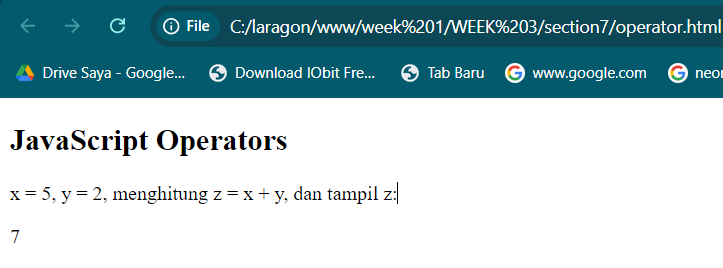 File C:/laragon/www/week%201/WEEK%203/section7/operator.html
Drive Saya - Google... Download IObit Fre... Tab Baru www.google.com neor
JavaScript Operators
x = 5, y = 2, menghitung z = x + y, dan tampil z:
7